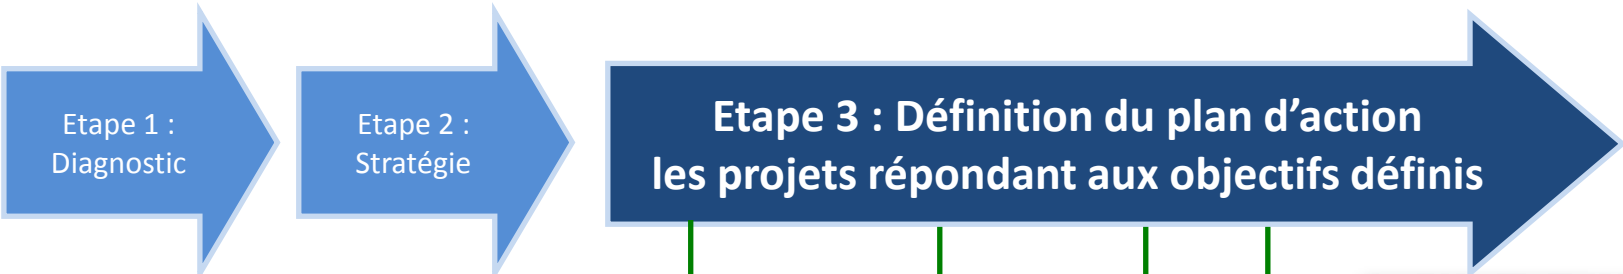 Etape 1 :
Diagnostic
Etape 2 :
Stratégie
Etape 3 : Définition du plan d’action
les projets répondant aux objectifs définis